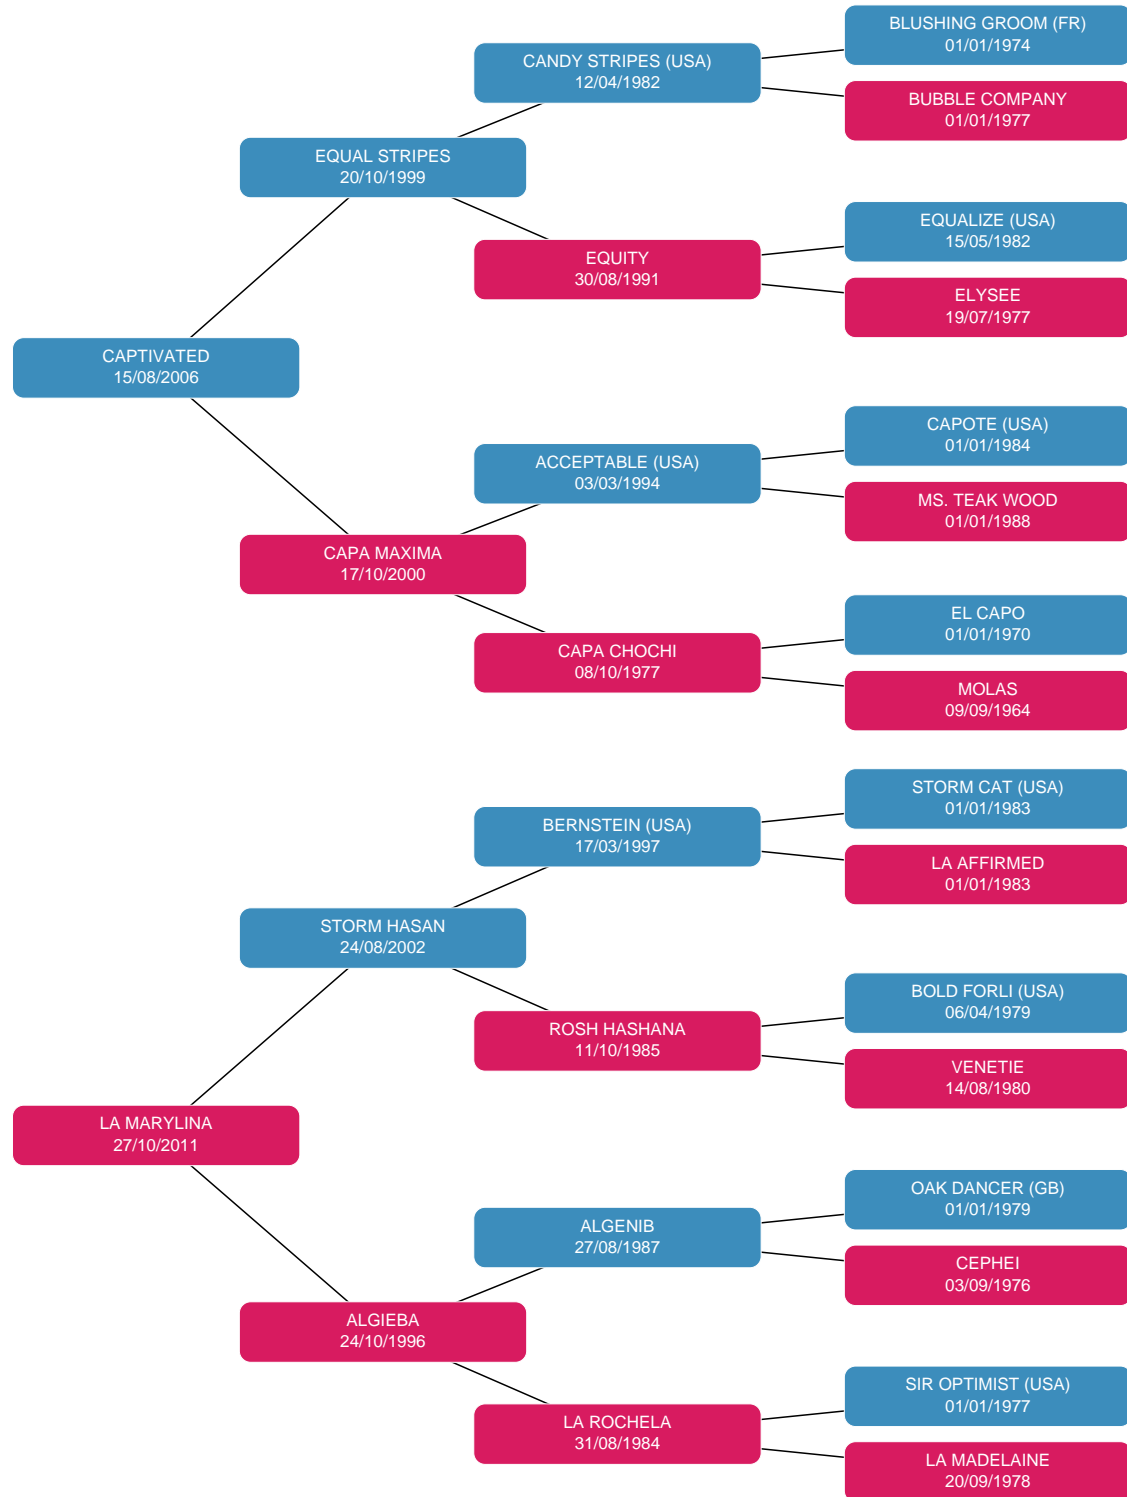 BLUSHING GROOM (FR)
01/01/1974
CANDY STRIPES (USA)
12/04/1982
BUBBLE COMPANY
01/01/1977
EQUAL STRIPES
20/10/1999
EQUALIZE (USA)
15/05/1982
EQUITY
30/08/1991
ELYSEE
19/07/1977
CAPTIVATED
15/08/2006
CAPOTE (USA)
01/01/1984
ACCEPTABLE (USA)
03/03/1994
MS. TEAK WOOD
01/01/1988
CAPA MAXIMA
17/10/2000
EL CAPO
01/01/1970
CAPA CHOCHI
08/10/1977
MOLAS
09/09/1964
STORM CAT (USA)
01/01/1983
BERNSTEIN (USA)
17/03/1997
LA AFFIRMED
01/01/1983
STORM HASAN
24/08/2002
BOLD FORLI (USA)
06/04/1979
ROSH HASHANA
11/10/1985
VENETIE
14/08/1980
LA MARYLINA
27/10/2011
OAK DANCER (GB)
01/01/1979
ALGENIB
27/08/1987
CEPHEI
03/09/1976
ALGIEBA
24/10/1996
SIR OPTIMIST (USA)
01/01/1977
LA ROCHELA
31/08/1984
LA MADELAINE
20/09/1978